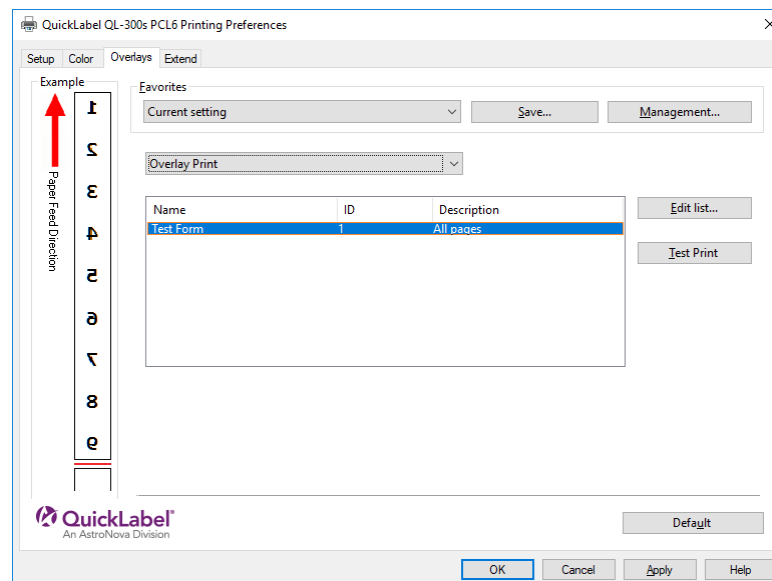 QuickLabel QL-300s PCL6 Printing Preferences
Setup Color Overlays Extend
Example
Paper Feed Direction
1
2
3
4
5
6
7
8
9
Favorites
Current setting Save... Management...
Overlay Print
Name ID Description
Test Form 1 All pages
Edit list...
Test Print
QuickLabel®
An AstroNova Division
Default
OK Cancel Apply Help